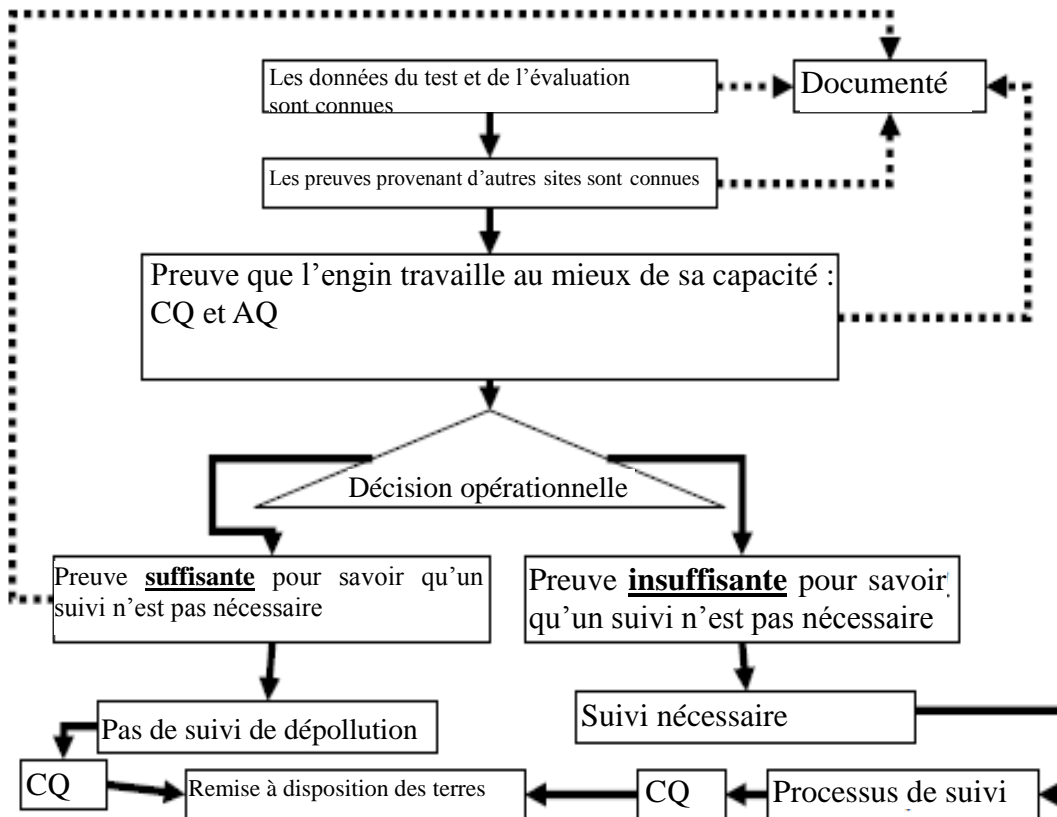 Les données du test et de l’évaluation
sont connues
Documenté
Les preuves provenant d’autres sites sont connues
Preuve que l’engin travaille au mieux de sa capacité :
CQ et AQ
Décision opérationnelle
Preuve suffisante pour savoir qu’un
suivi n’est pas nécessaire
Preuve insuffisante pour savoir
qu’un suivi n’est pas nécessaire
Pas de suivi de dépollution
Suivi nécessaire
CQ
Remise à disposition des terres
CQ
Processus de suivi